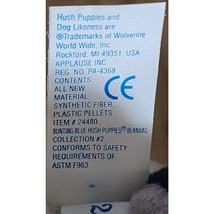 Hush Puppies and
Dog Likeness are
®Trademarks of Wolverine
World Wide, Inc.
Rockford, MI 49351. USA
APPLAUSE INC.
REG. NO. PA-4368
CONTENTS:
ALL NEW
MATERIAL:
SYNTHETIC FIBER,
PLASTIC PELLETS
CE
ITEM # 24480
BUNTING BLUE HUSH PUPPIES® BEANBAG
COLLECTION #2
CONFORMS TO SAFETY
REQUIREMENTS OF
ASTM F963